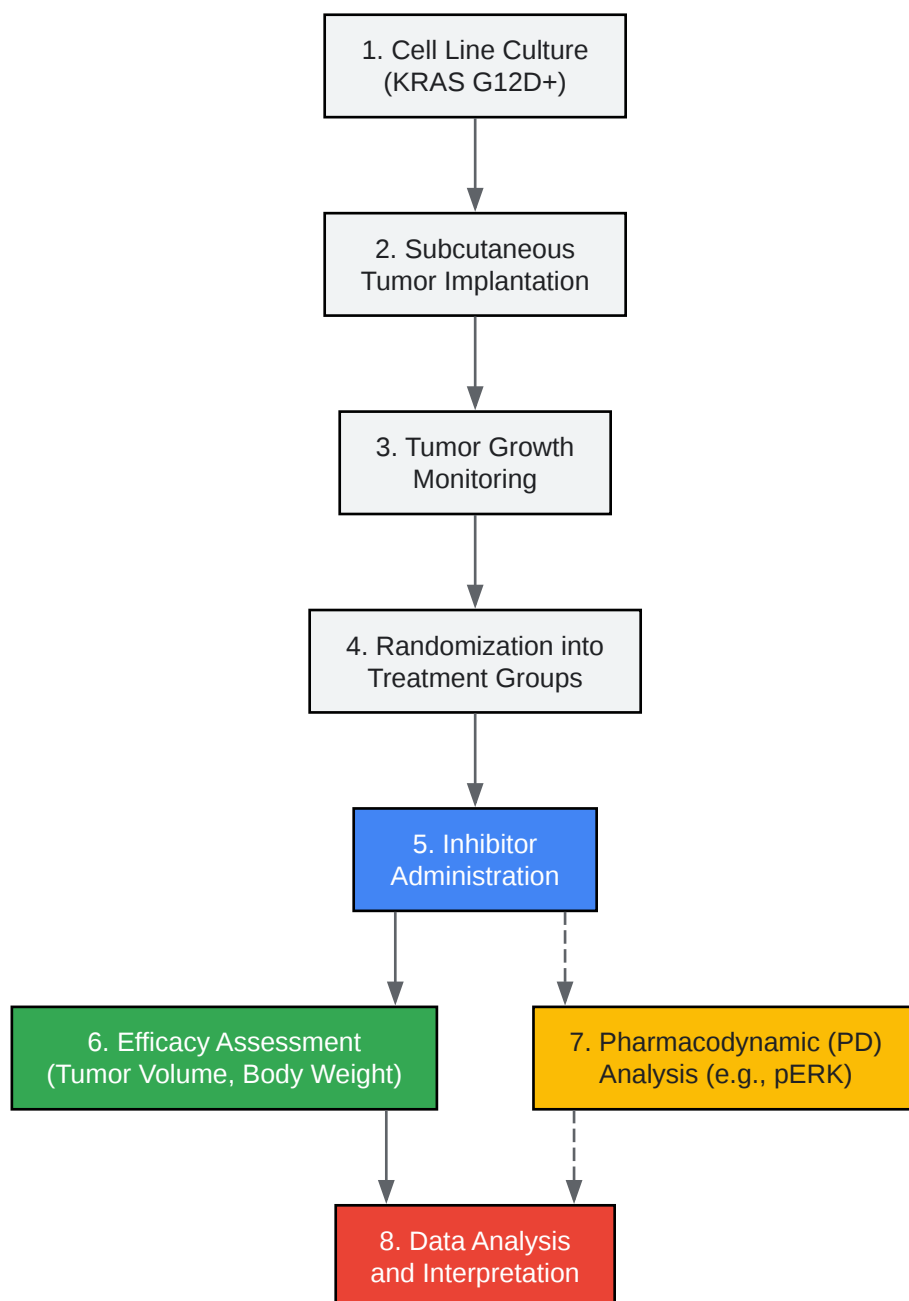 1. Cell Line Culture
(KRAS G12D+)
2. Subcutaneous
Tumor Implantation
3. Tumor Growth
Monitoring
4. Randomization into
Treatment Groups
5. Inhibitor
Administration
6. Efficacy Assessment
(Tumor Volume, Body Weight)
7. Pharmacodynamic (PD)
Analysis (e.g., pERK)
8. Data Analysis
and Interpretation